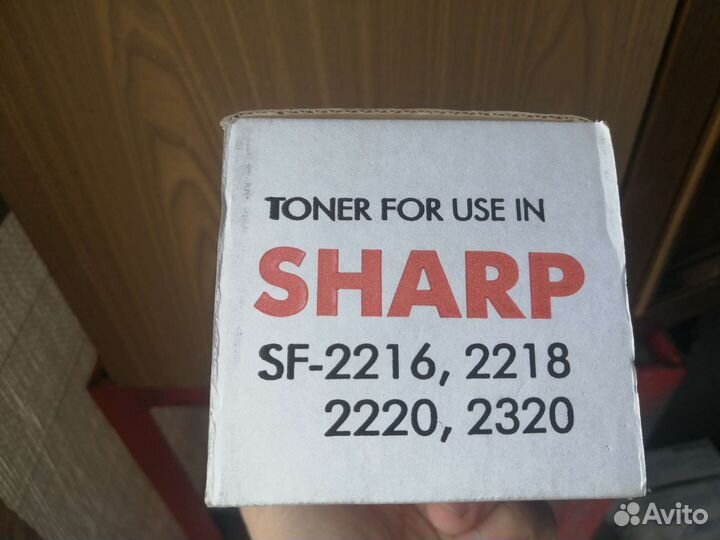 TONER FOR USE IN
SHARP
SF-2216, 2218
2220, 2320
Avito